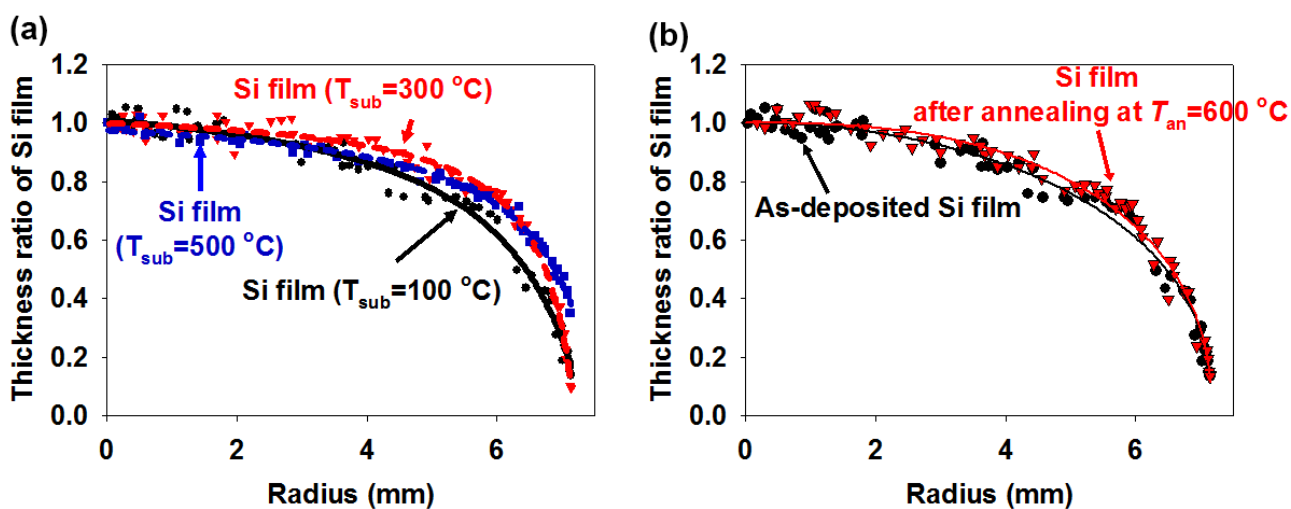 (a)
Thickness ratio of Si film
1.2
1.0
0.8
0.6
0.4
0.2
0.0
Si film (Tsub=300 °C)
Si film
(Tsub=500 °C)
Si film (Tsub=100 °C)
0 2 4 6
Radius (mm)
(b)
Thickness ratio of Si film
1.2
1.0
0.8
0.6
0.4
0.2
0.0
Si film
after annealing at Tan=600 °C
As-deposited Si film
0 2 4 6
Radius (mm)